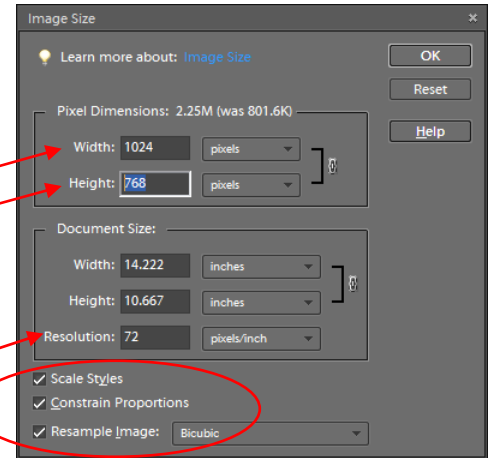 Image Size
Learn more about: Image Size
OK
Reset
Help
Pixel Dimensions: 2.25M (was 801.6K)
Width: 1024 pixels
Height: 768 pixels
Document Size:
Width: 14.222 inches
Height: 10.667 inches
Resolution: 72 pixels/inch
Scale Styles
Constrain Proportions
Resample Image: Bicubic